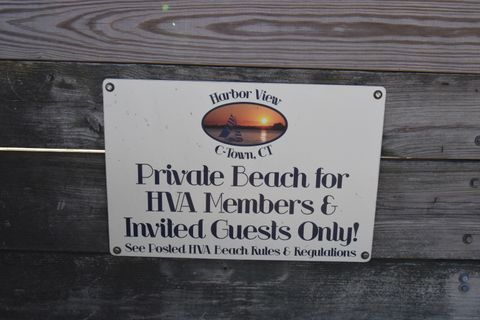 Harbor View
C-Town, CT
Private Beach for
HVA Members &
Invited Guests Only!
See Posted HVA Beach Rules & Regulations